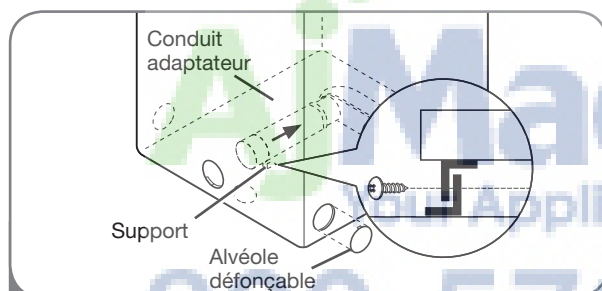 Conduit
adaptateur
Support
Alvéole
défonçable